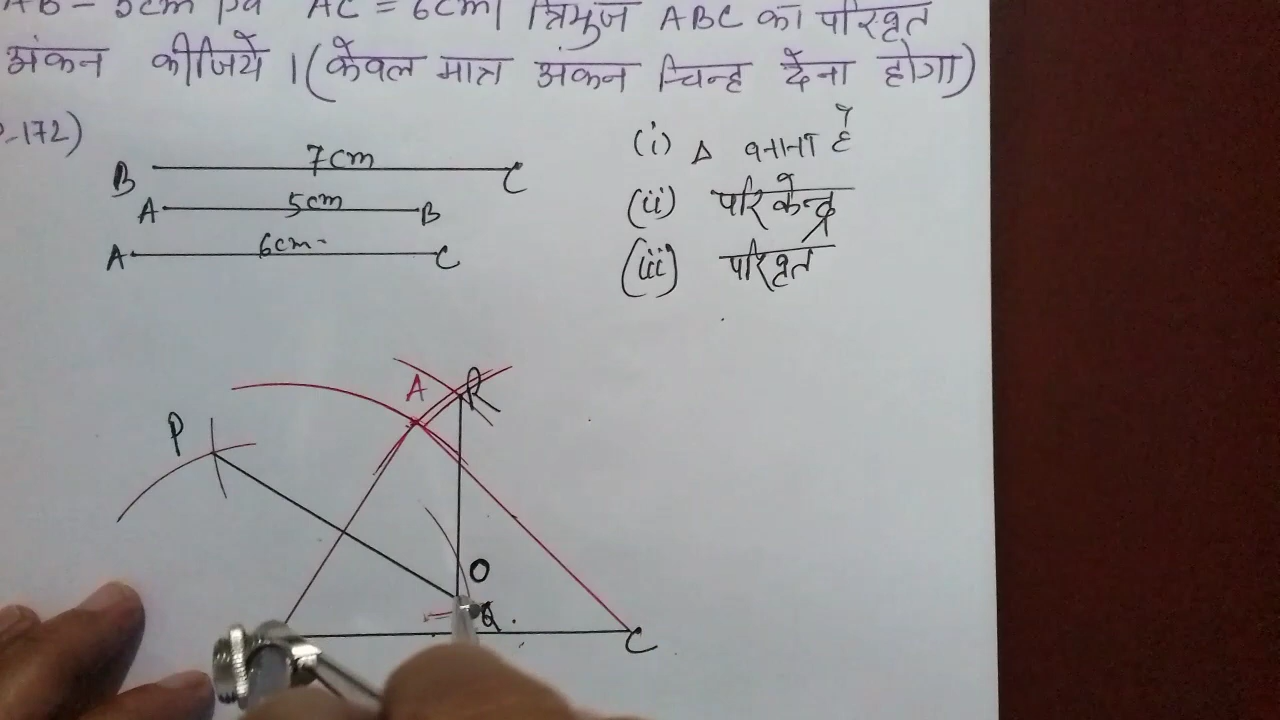 AB = 5cm एवं AC = 6cm। त्रिभुज ABC का परिवृत
अंकन कीजिये।(केवल मात्र अंकन चिन्ह देना होगा)
-172)
B 7cm C
A 5cm B
A 6cm C
(i) Δ बनाना है
(ii) परिकेन्द्र
(iii) परिवृत
A R
P
O
Q
C